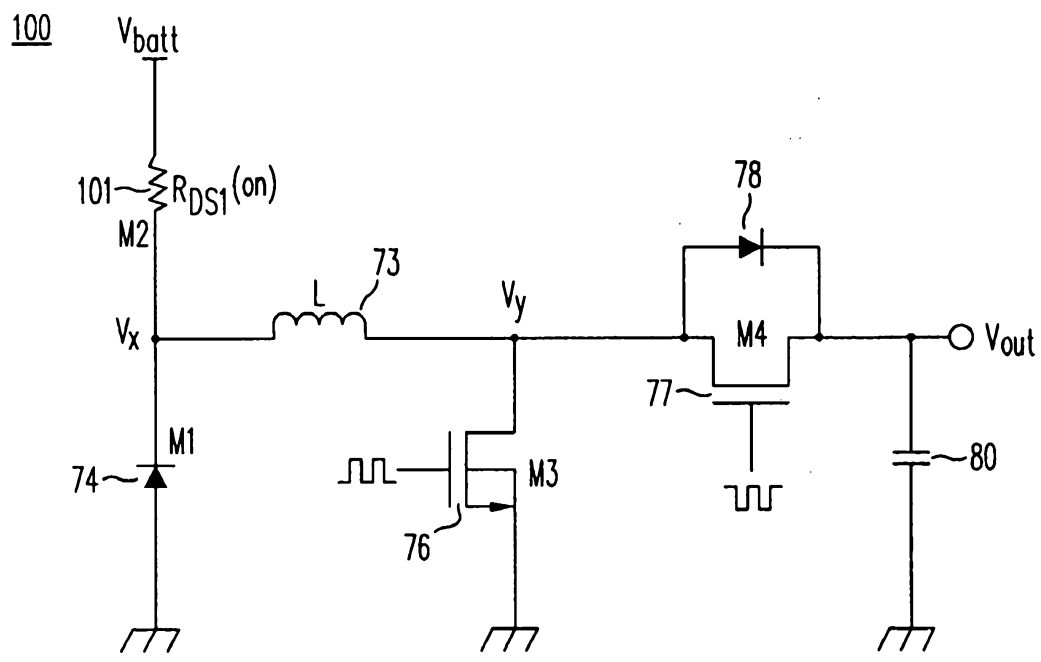 100
Vbatt
101
RDS1(on)
M2
78
73
L
Vx
Vy
M4
Vout
77
M1
74
M3
76
80